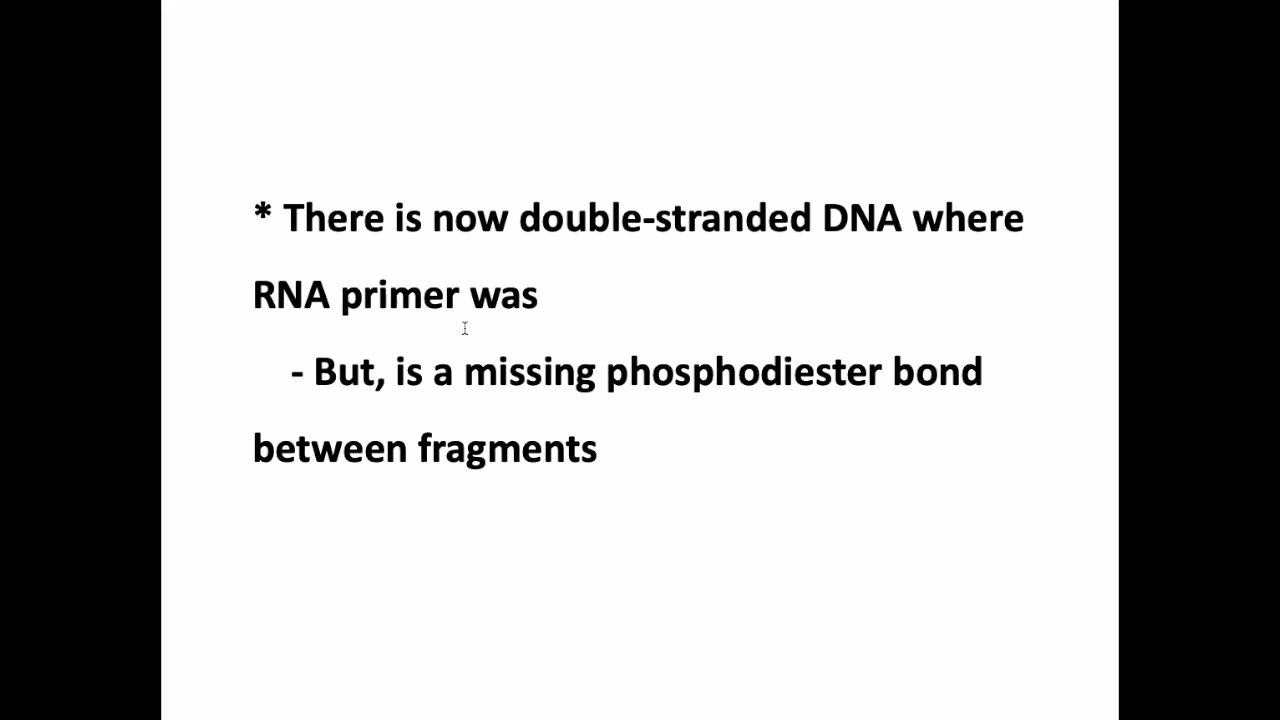 * There is now double-stranded DNA where
RNA primer was
- But, is a missing phosphodiester bond
between fragments